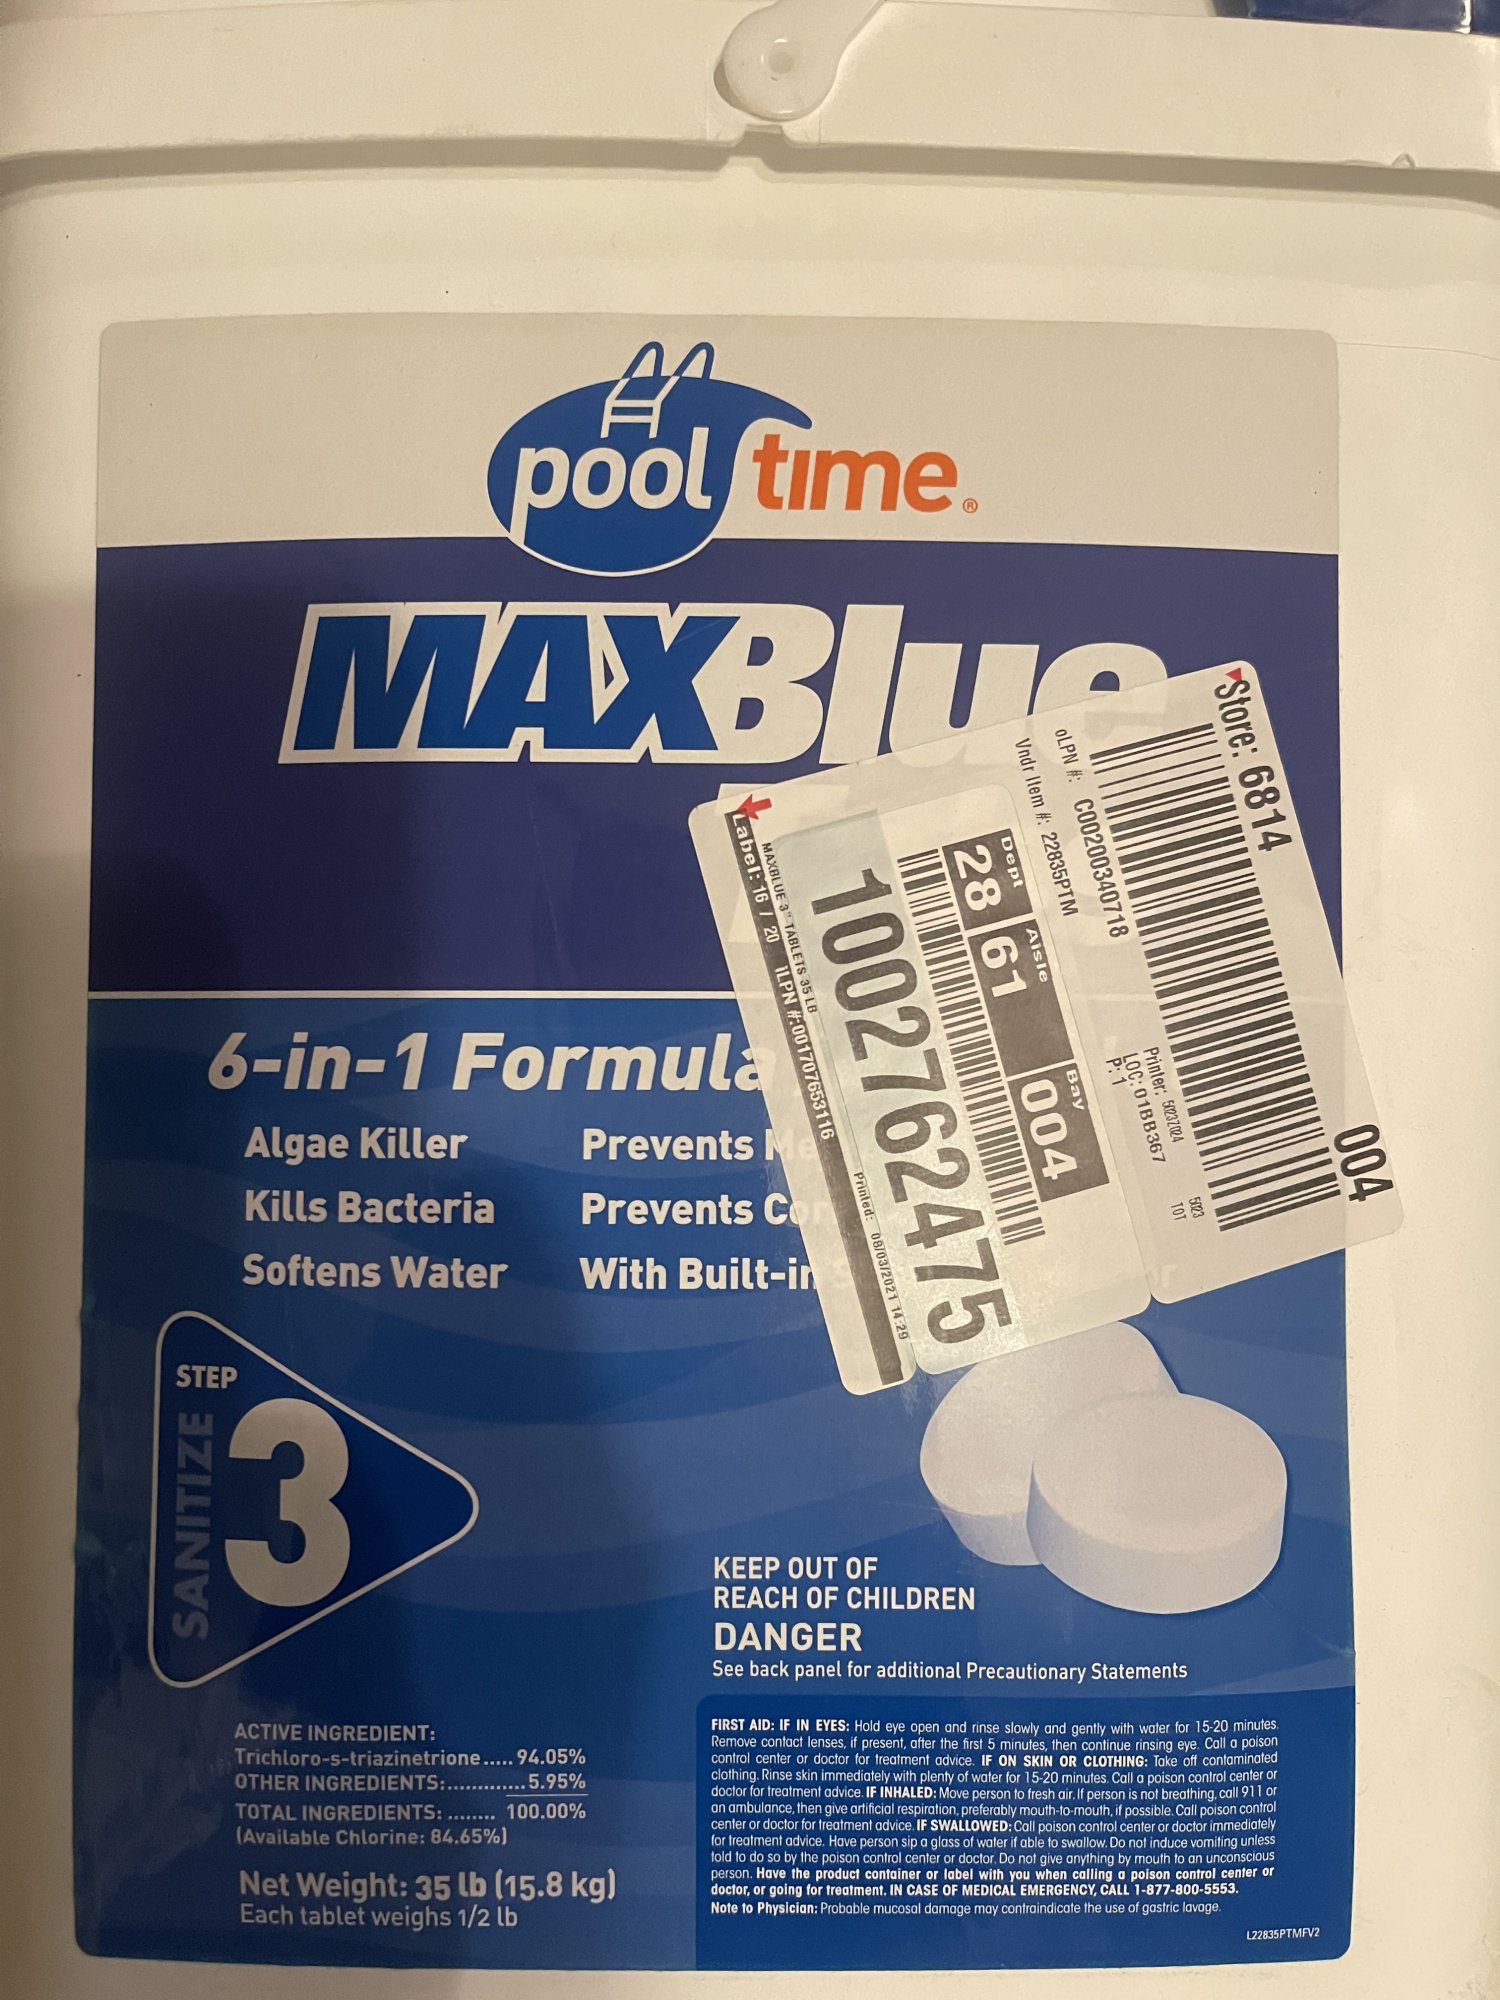 pool time®
MAXBlue
6-in-1 Formula
Algae Killer
Kills Bacteria
Softens Water
Prevents
Prevents
With Built-in
Store: 6814
004
oLPN #: C00200340718
Vndr Item #: 22835PTM
Printer: 50237024
LOC: 01BB367
P: 1
5023
TOT
Dept
28
Aisle
61
Bay
004
1002762475
MAXBLUE 3" TABLETS 35 LB
Printed: 08/03/2021 14:29
Label: 16 / 20 iLPN #:001707653116
STEP
3
SANITIZE
KEEP OUT OF
REACH OF CHILDREN
DANGER
See back panel for additional Precautionary Statements
ACTIVE INGREDIENT:
Trichloro-s-triazinetrione.....94.05%
OTHER INGREDIENTS:.............5.95%
TOTAL INGREDIENTS: ........ 100.00%
(Available Chlorine: 84.65%)
Net Weight: 35 lb (15.8 kg)
Each tablet weighs 1/2 lb
FIRST AID: IF IN EYES: Hold eye open and rinse slowly and gently with water for 15-20 minutes.
Remove contact lenses, if present, after the first 5 minutes, then continue rinsing eye. Call a poison
control center or doctor for treatment advice. IF ON SKIN OR CLOTHING: Take off contaminated
clothing. Rinse skin immediately with plenty of water for 15-20 minutes. Call a poison control center or
doctor for treatment advice. IF INHALED: Move person to fresh air. If person is not breathing, call 911 or
an ambulance, then give artificial respiration, preferably mouth-to-mouth, if possible. Call poison control
center or doctor for treatment advice. IF SWALLOWED: Call poison control center or doctor immediately
for treatment advice. Have person sip a glass of water if able to swallow. Do not induce vomiting unless
told to do so by the poison control center or doctor. Do not give anything by mouth to an unconscious
person. Have the product container or label with you when calling a poison control center or
doctor, or going for treatment. IN CASE OF MEDICAL EMERGENCY, CALL 1-877-800-5553.
Note to Physician: Probable mucosal damage may contraindicate the use of gastric lavage.
L22835PTMFV2